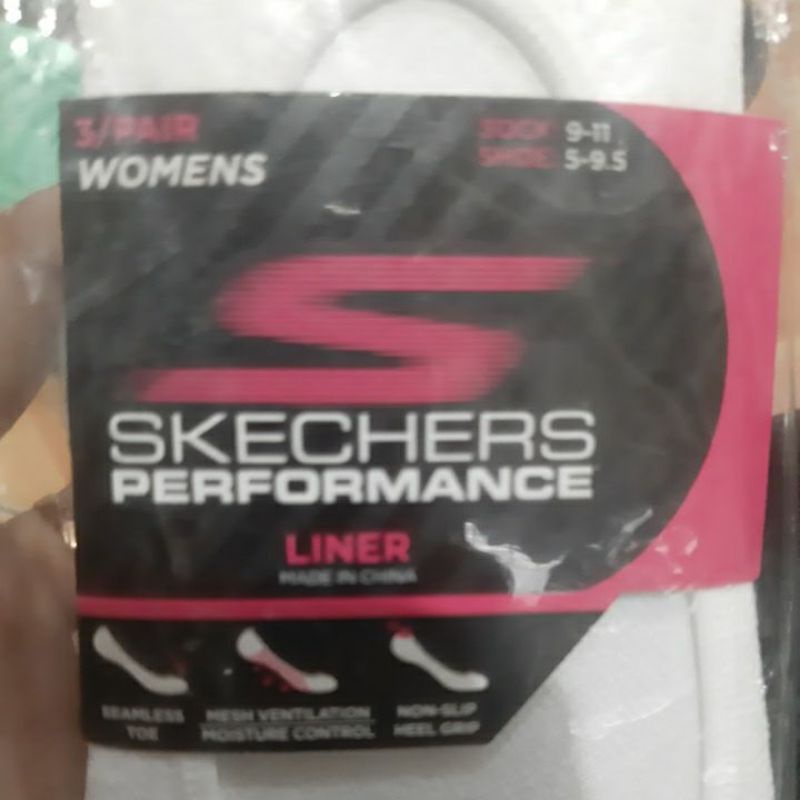 3/PAIR
WOMENS
SOCK 9-11
SHOE 5-9.5
SKECHERS
PERFORMANCE
LINER
MADE IN CHINA
SEAMLESS
TOE
MESH VENTILATION
MOISTURE CONTROL
NON-SLIP
HEEL GRIP